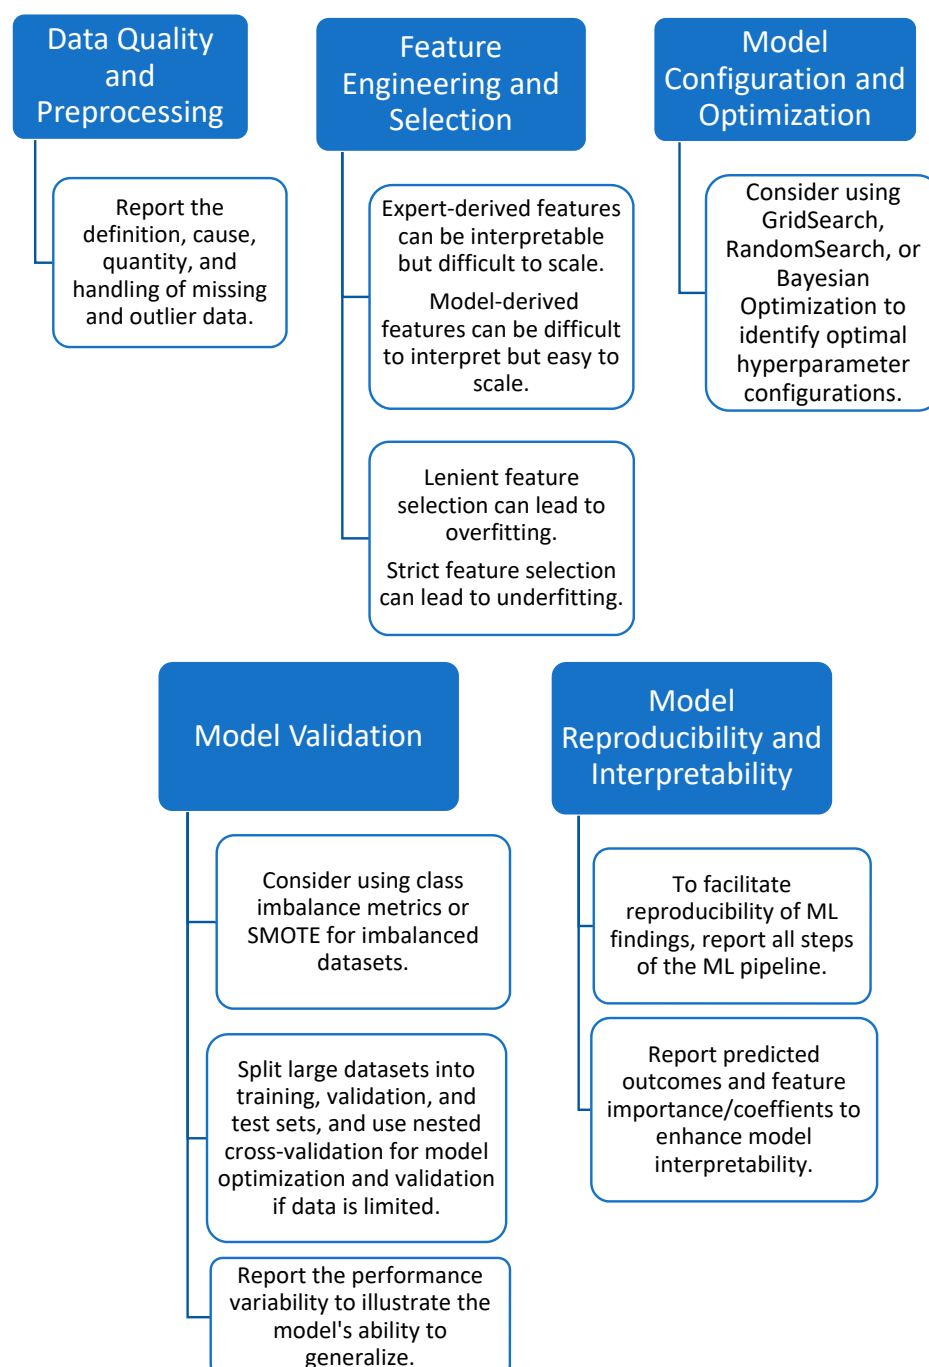 Data Quality
and
Preprocessing
Report the
definition, cause,
quantity, and
handling of missing
and outlier data.
Feature
Engineering and
Selection
Expert-derived features
can be interpretable
but difficult to scale.
Model-derived
features can be difficult
to interpret but easy to
scale.
Lenient feature
selection can lead to
overfitting.
Strict feature selection
can lead to underfitting.
Model
Configuration and
Optimization
Consider using
GridSearch,
RandomSearch, or
Bayesian
Optimization to
identify optimal
hyperparameter
configurations.
Model Validation
Consider using class
imbalance metrics or
SMOTE for imbalanced
datasets.
Split large datasets into
training, validation, and
test sets, and use nested
cross-validation for model
optimization and validation
if data is limited.
Report the performance
variability to illustrate the
model's ability to
generalize.
Model
Reproducibility and
Interpretability
To facilitate
reproducibility of ML
findings, report all steps
of the ML pipeline.
Report predicted
outcomes and feature
importance/coeffients to
enhance model
interpretability.